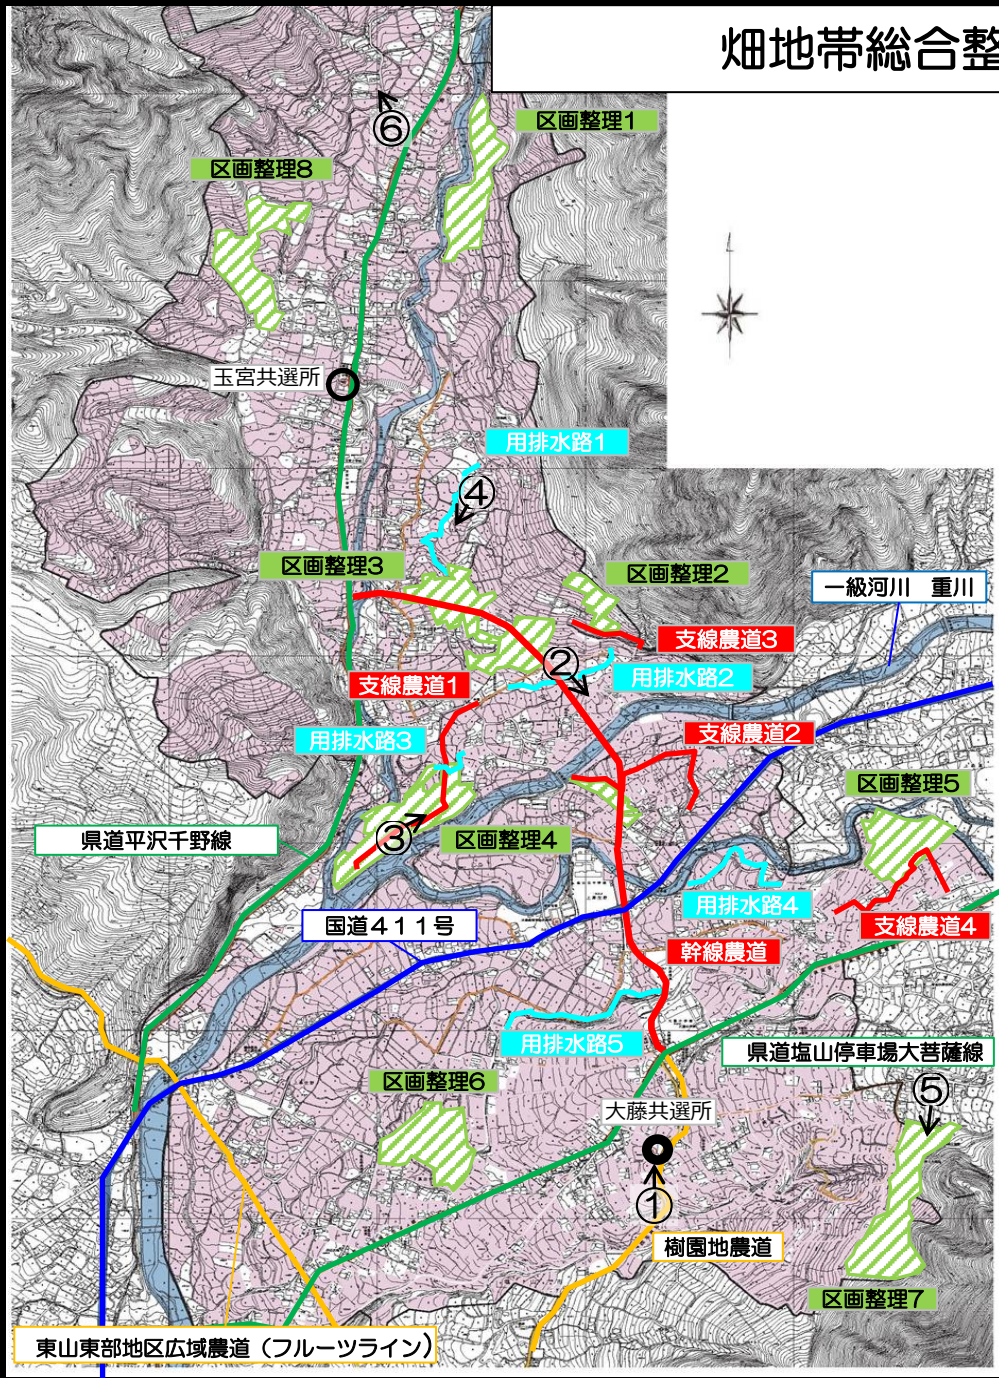 畑地帯総合整
区画整理1
⑥
区画整理8
玉宮共選所
用排水路1
④
区画整理3
区画整理2
一級河川　重川
支線農道3
②
用排水路2
支線農道1
支線農道2
用排水路3
区画整理5
③
区画整理4
県道平沢千野線
用排水路4
国道411号
支線農道4
幹線農道
用排水路5
県道塩山停車場大菩薩線
区画整理6
⑤
大藤共選所
①
樹園地農道
区画整理7
東山東部地区広域農道（フルーツライン）